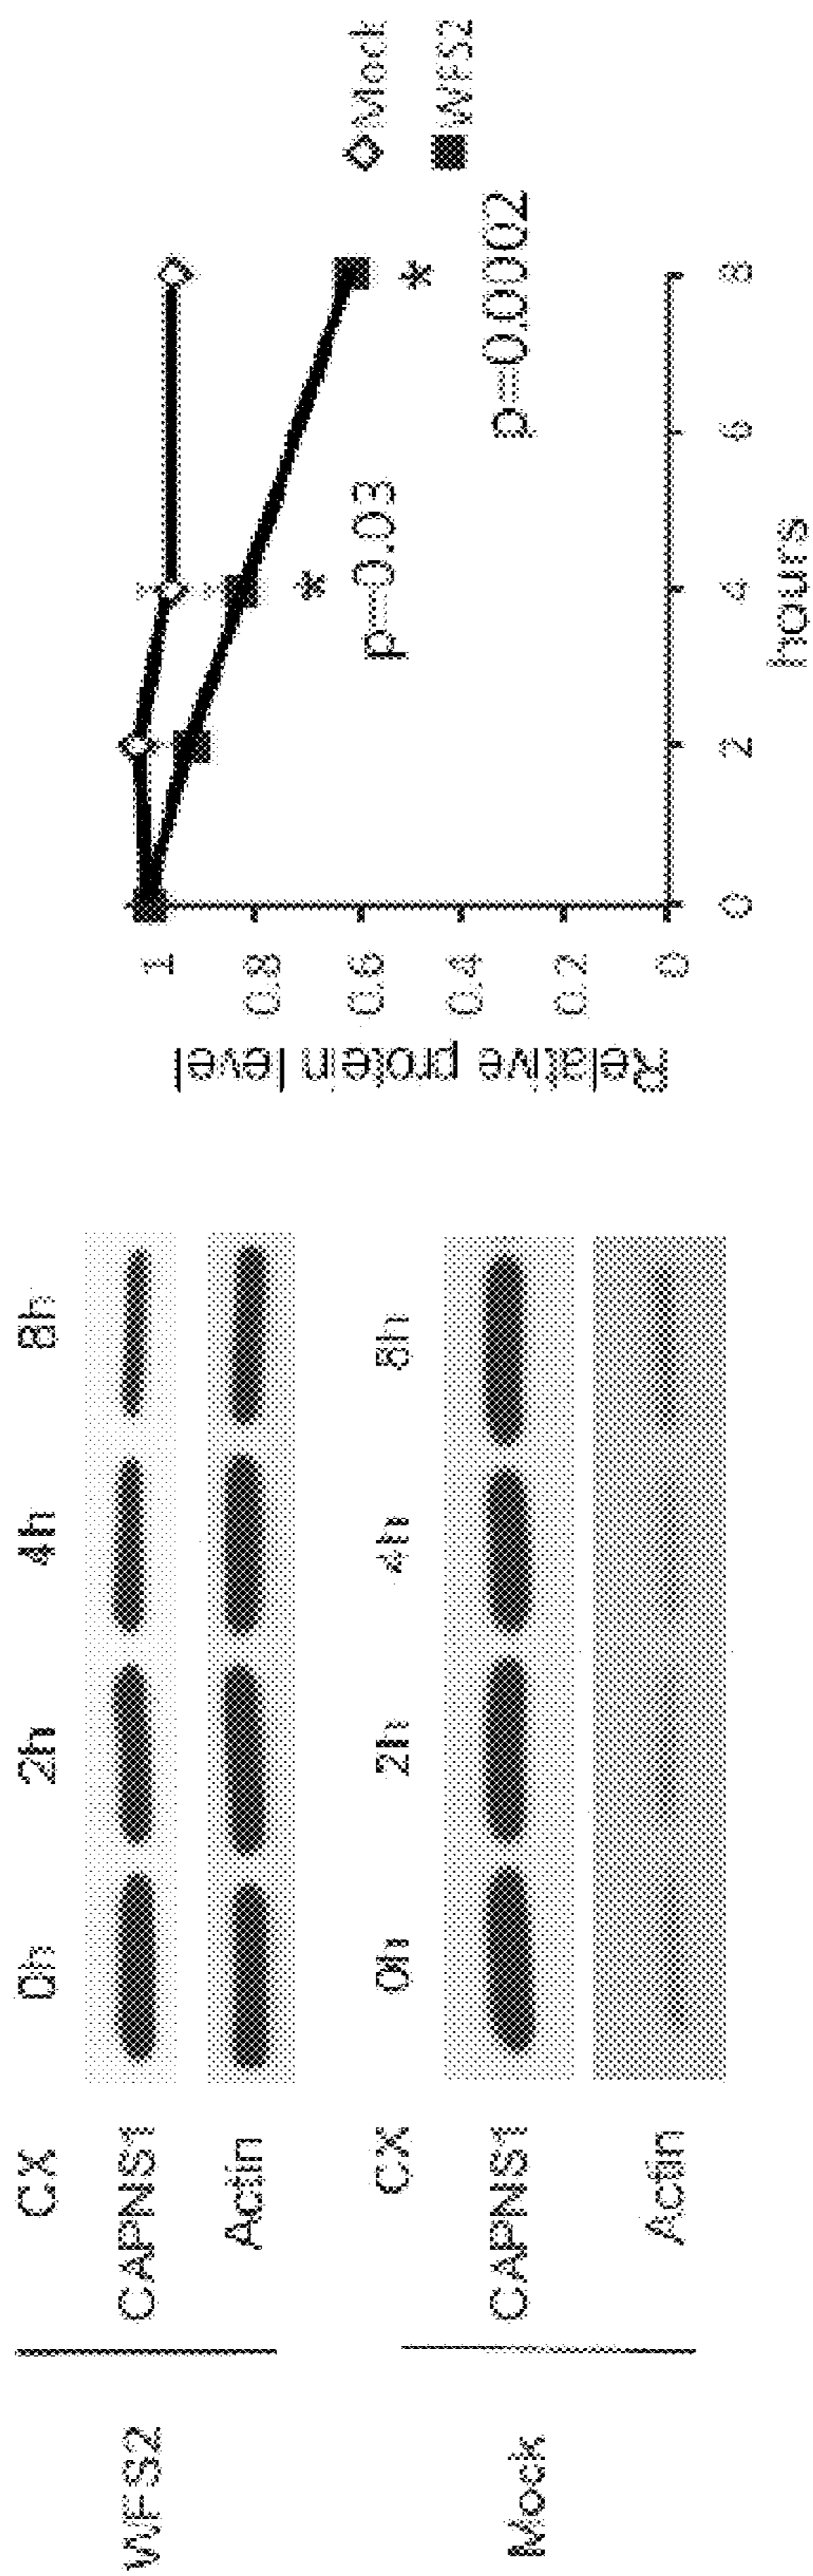 WFS2
CX 0h 2h 4h 8h
CAPNS1
Actin
Mock
CX 0h 2h 4h 8h
CAPNS1
Actin
Relative protein level
1
0.8
0.6
0.4
0.2
0
0 2 4 6 8
hours
* p=0.03
* p=0.0002
Mock
WFS2